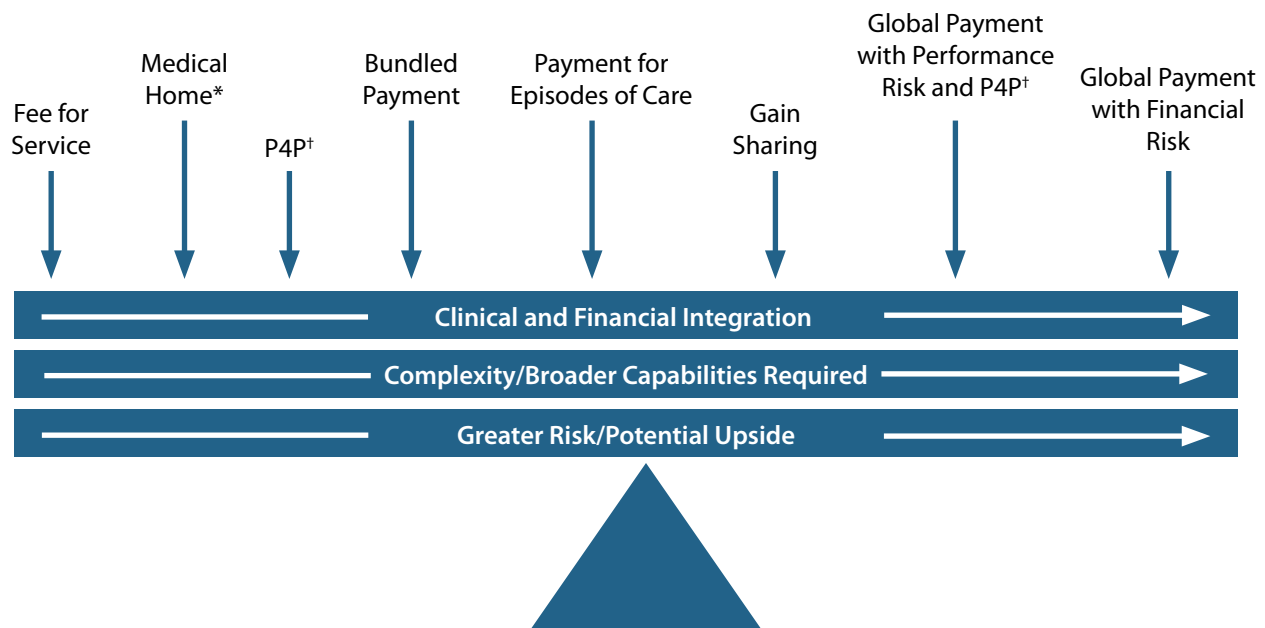 Fee for
Service
Medical
Home*
P4P†
Bundled
Payment
Payment for
Episodes of Care
Gain
Sharing
Global Payment
with Performance
Risk and P4P†
Global Payment
with Financial
Risk
Clinical and Financial Integration
Complexity/Broader Capabilities Required
Greater Risk/Potential Upside